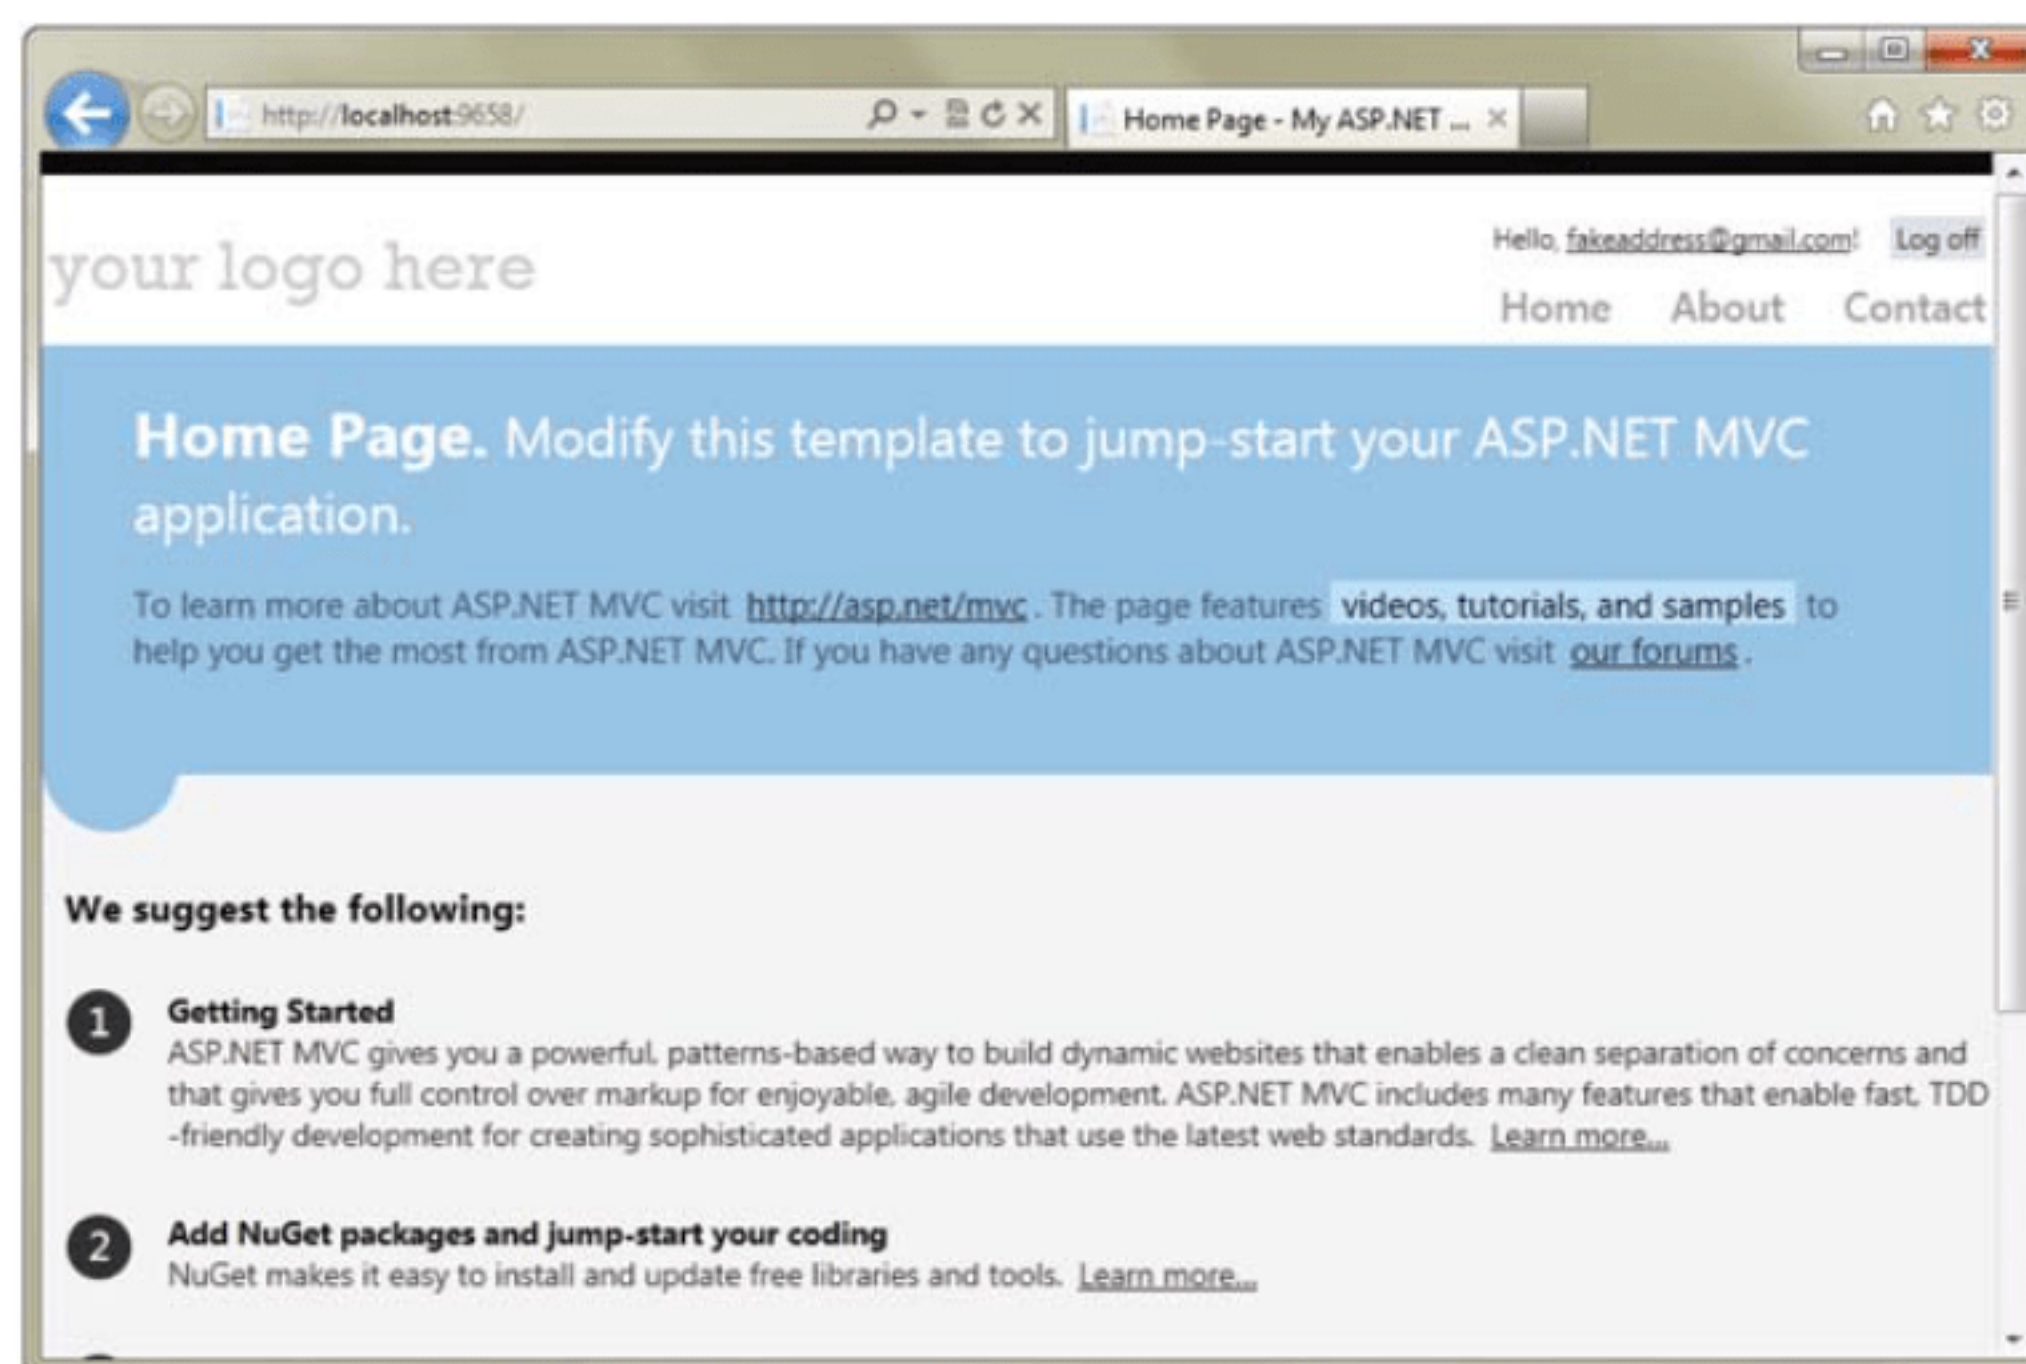 http://localhost:9658/
Home Page - My ASP.NET ...
your logo here
Hello, fakeaddress@gmail.com! Log off
Home About Contact
Home Page. Modify this template to jump-start your ASP.NET MVC
application.
To learn more about ASP.NET MVC visit http://asp.net/mvc. The page features videos, tutorials, and samples to
help you get the most from ASP.NET MVC. If you have any questions about ASP.NET MVC visit our forums.
We suggest the following:
1 Getting Started
ASP.NET MVC gives you a powerful, patterns-based way to build dynamic websites that enables a clean separation of concerns and
that gives you full control over markup for enjoyable, agile development. ASP.NET MVC includes many features that enable fast, TDD
-friendly development for creating sophisticated applications that use the latest web standards. Learn more...
2 Add NuGet packages and jump-start your coding
NuGet makes it easy to install and update free libraries and tools. Learn more...